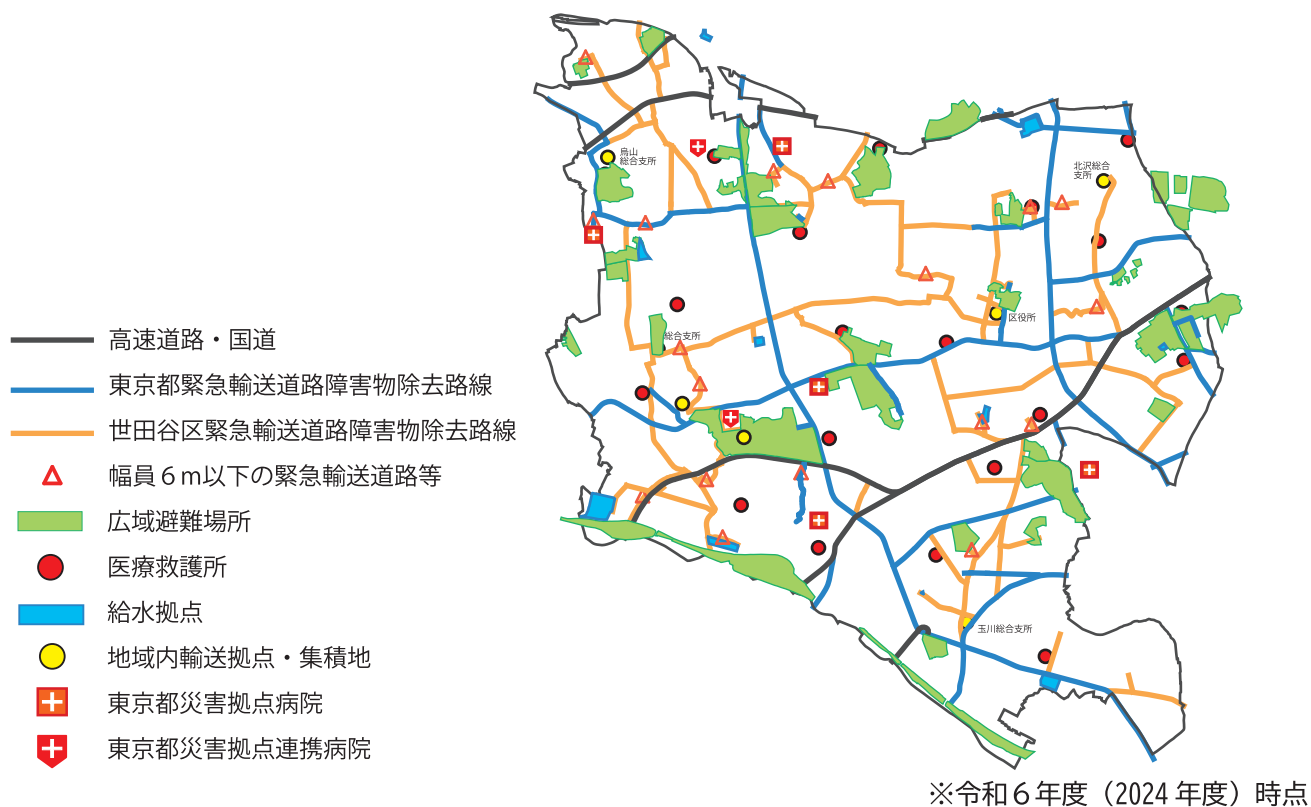 高速道路・国道
東京都緊急輸送道路障害物除去路線
世田谷区緊急輸送道路障害物除去路線
幅員６ｍ以下の緊急輸送道路等
広域避難場所
医療救護所
給水拠点
地域内輸送拠点・集積地
東京都災害拠点病院
東京都災害拠点連携病院
烏山
総合支所
北沢総合
支所
区役所
総合支所
玉川総合支所
※令和６年度（2024 年度）時点